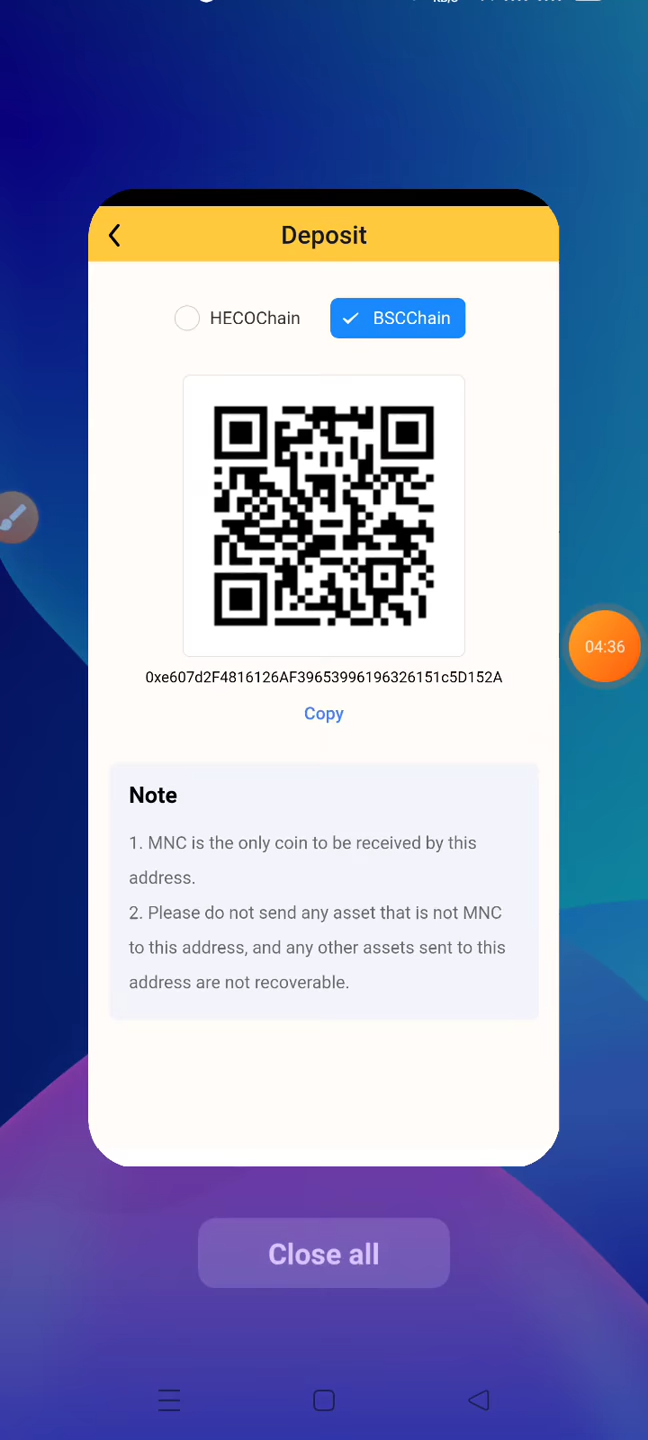 Deposit
HECOChain
BSCChain
0xe607d2F4816126AF39653996196326151c5D152A
Copy
Note
1. MNC is the only coin to be received by this
address.
2. Please do not send any asset that is not MNC
to this address, and any other assets sent to this
address are not recoverable.
04:36
Close all